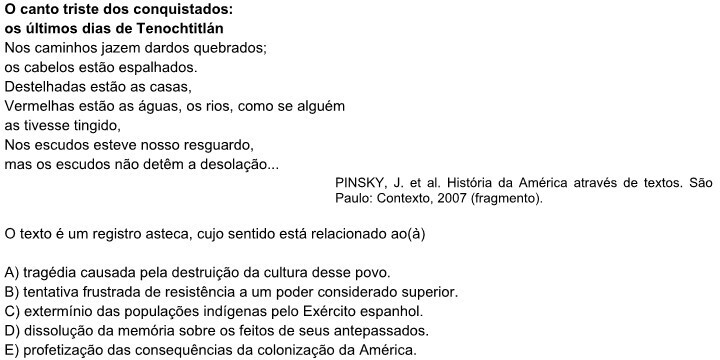 O canto triste dos conquistados:
os últimos dias de Tenochtitlán
Nos caminhos jazem dardos quebrados;
os cabelos estão espalhados.
Destelhadas estão as casas,
Vermelhas estão as águas, os rios, como se alguém
as tivesse tingido,
Nos escudos esteve nosso resguardo,
mas os escudos não detêm a desolação...
PINSKY, J. et al. História da América através de textos. São
Paulo: Contexto, 2007 (fragmento).
O texto é um registro asteca, cujo sentido está relacionado ao(à)
A) tragédia causada pela destruição da cultura desse povo.
B) tentativa frustrada de resistência a um poder considerado superior.
C) extermínio das populações indígenas pelo Exército espanhol.
D) dissolução da memória sobre os feitos de seus antepassados.
E) profetização das consequências da colonização da América.